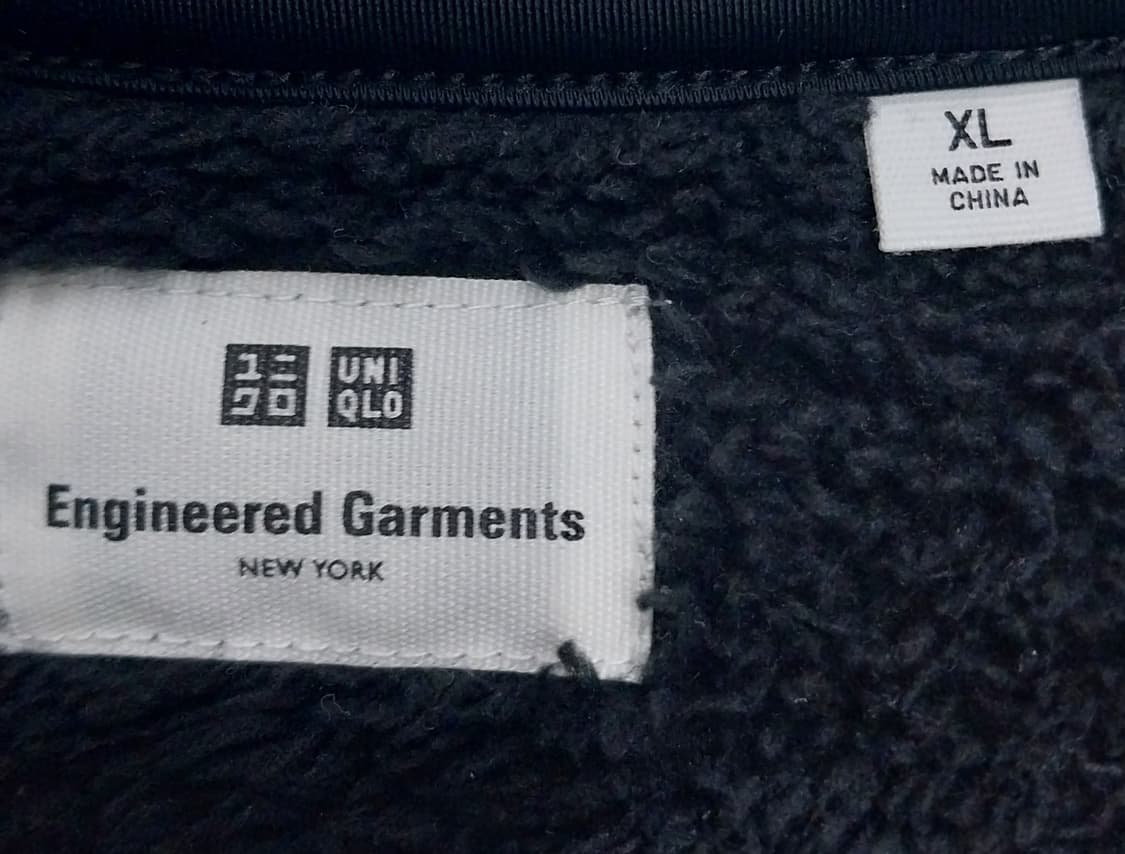 XL
MADE IN
CHINA
ユニ
クロ
UNI
QLO
Engineered Garments
NEW YORK